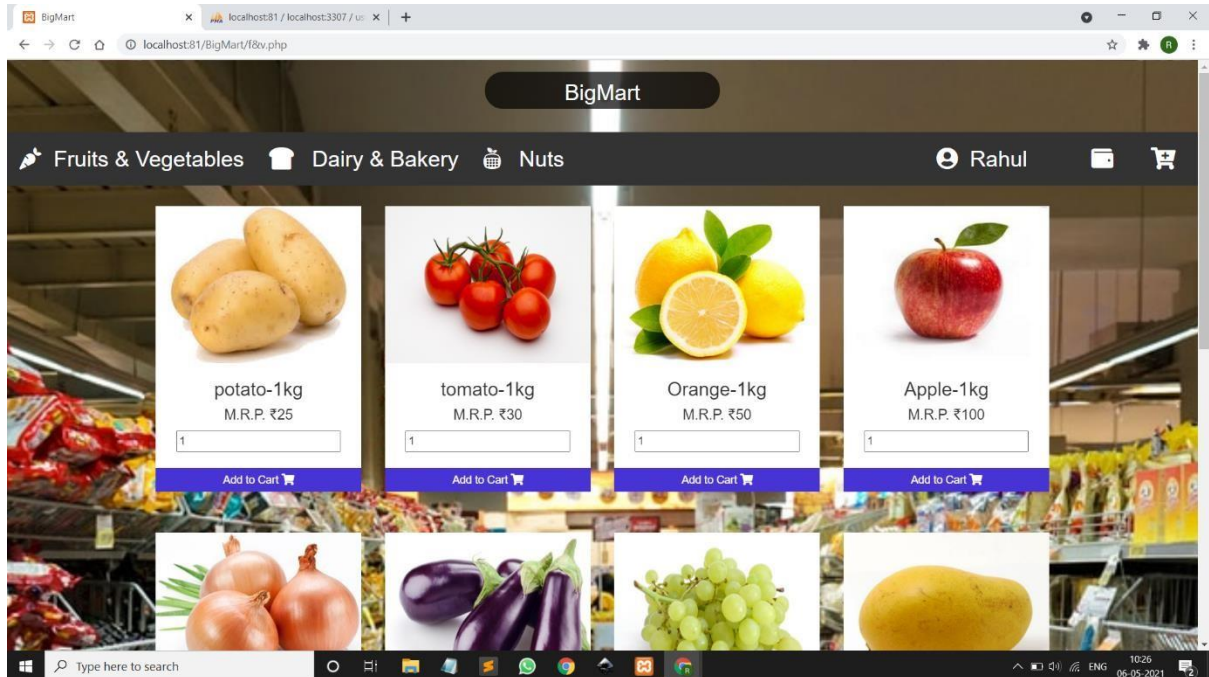 BigMart
localhost:81 / localhost:3307 / us
localhost:81/BigMart/f&v.php
R
BigMart
Fruits & Vegetables
Dairy & Bakery
Nuts
Rahul
potato-1kg
M.R.P. ₹25
1
Add to Cart
tomato-1kg
M.R.P. ₹30
1
Add to Cart
Orange-1kg
M.R.P. ₹50
1
Add to Cart
Apple-1kg
M.R.P. ₹100
1
Add to Cart
Type here to search
ENG
10:26
06-05-2021
2